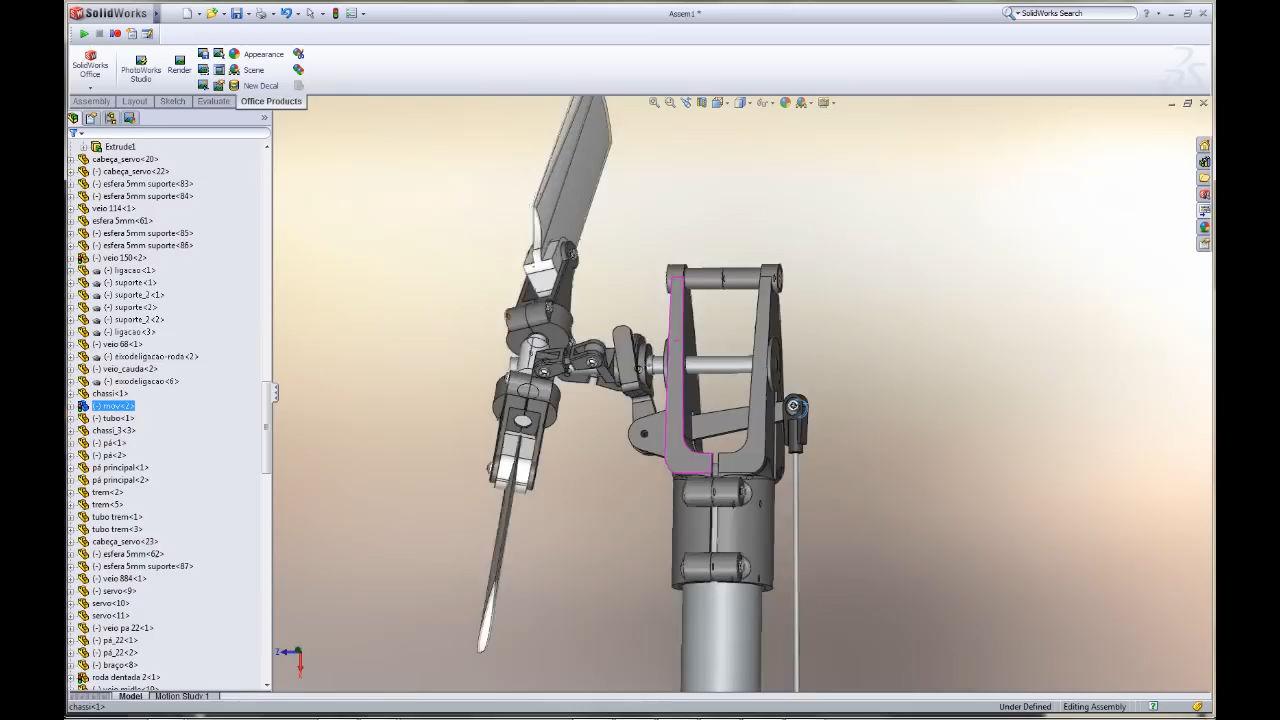 SolidWorks
Assem1 *
SolidWorks Search
SolidWorks
Office
PhotoWorks
Studio
Render
Appearance
Scene
New Decal
Assembly
Layout
Sketch
Evaluate
Office Products
Extrude1
cabeça_servo<20>
(-) cabeça_servo<22>
(-) esfera 5mm suporte<83>
(-) esfera 5mm suporte<84>
veio 114<1>
esfera 5mm<61>
(-) esfera 5mm suporte<85>
(-) esfera 5mm suporte<86>
(-) veio 150<2>
(-) ligacao<1>
(-) suporte<1>
(-) suporte_2<1>
(-) suporte<2>
(-) suporte_2<2>
(-) ligacao<3>
(-) veio 68<1>
(-) eixodeligacao-roda<2>
(-) veio_cauda<2>
(-) eixodeligacao<6>
chassi<1>
(-) mov<2>
(-) tubo<1>
chassi_3<3>
(-) pá<1>
(-) pá<2>
pá principal<1>
pá principal<2>
trem<2>
trem<5>
tubo trem<1>
tubo trem<3>
cabeça_servo<23>
(-) esfera 5mm<62>
(-) esfera 5mm suporte<87>
(-) veio 884<1>
(-) servo<9>
servo<10>
servo<11>
(-) veio pa 22<1>
(-) pá_22<1>
(-) pá_22<2>
(-) braço<8>
roda dentada 2<1>
Z
X
Model
Motion Study 1
chassi<1>
Under Defined
Editing Assembly